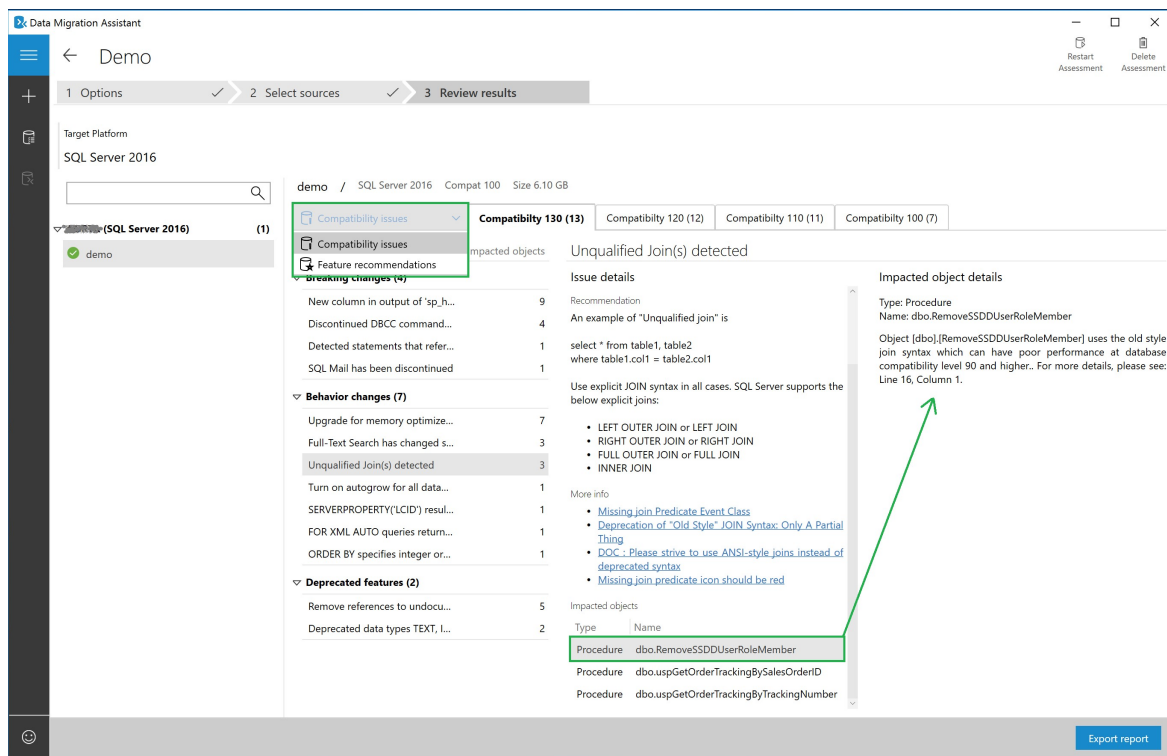 Data Migration Assistant
Demo
Restart
Assessment
Delete
Assessment
1 Options
2 Select sources
3 Review results
Target Platform
SQL Server 2016
demo / SQL Server 2016 Compat 100 Size 6.10 GB
(SQL Server 2016) (1)
demo
Compatibility issues
Compatibility issues
Feature recommendations
Compatibilty 130 (13)
Compatibilty 120 (12)
Compatibilty 110 (11)
Compatibilty 100 (7)
mpacted objects
Breaking changes (4)
New column in output of 'sp_h... 9
Discontinued DBCC command... 4
Detected statements that refer... 1
SQL Mail has been discontinued 1
Behavior changes (7)
Upgrade for memory optimize... 7
Full-Text Search has changed s... 3
Unqualified Join(s) detected 3
Turn on autogrow for all data... 1
SERVERPROPERTY('LCID') resul... 1
FOR XML AUTO queries return... 1
ORDER BY specifies integer or... 1
Deprecated features (2)
Remove references to undocu... 5
Deprecated data types TEXT, I... 2
Unqualified Join(s) detected
Issue details
Recommendation
An example of "Unqualified join" is
select * from table1, table2
where table1.col1 = table2.col1
Use explicit JOIN syntax in all cases. SQL Server supports the
below explicit joins:
• LEFT OUTER JOIN or LEFT JOIN
• RIGHT OUTER JOIN or RIGHT JOIN
• FULL OUTER JOIN or FULL JOIN
• INNER JOIN
More info
• Missing join Predicate Event Class
• Deprecation of "Old Style" JOIN Syntax: Only A Partial
Thing
• DOC : Please strive to use ANSI-style joins instead of
deprecated syntax
• Missing join predicate icon should be red
Impacted objects
Type Name
Procedure dbo.RemoveSSDDUserRoleMember
Procedure dbo.uspGetOrderTrackingBySalesOrderID
Procedure dbo.uspGetOrderTrackingByTrackingNumber
Impacted object details
Type: Procedure
Name: dbo.RemoveSSDDUserRoleMember
Object [dbo].[RemoveSSDDUserRoleMember] uses the old style
join syntax which can have poor performance at database
compatibility level 90 and higher.. For more details, please see:
Line 16, Column 1.
Export report